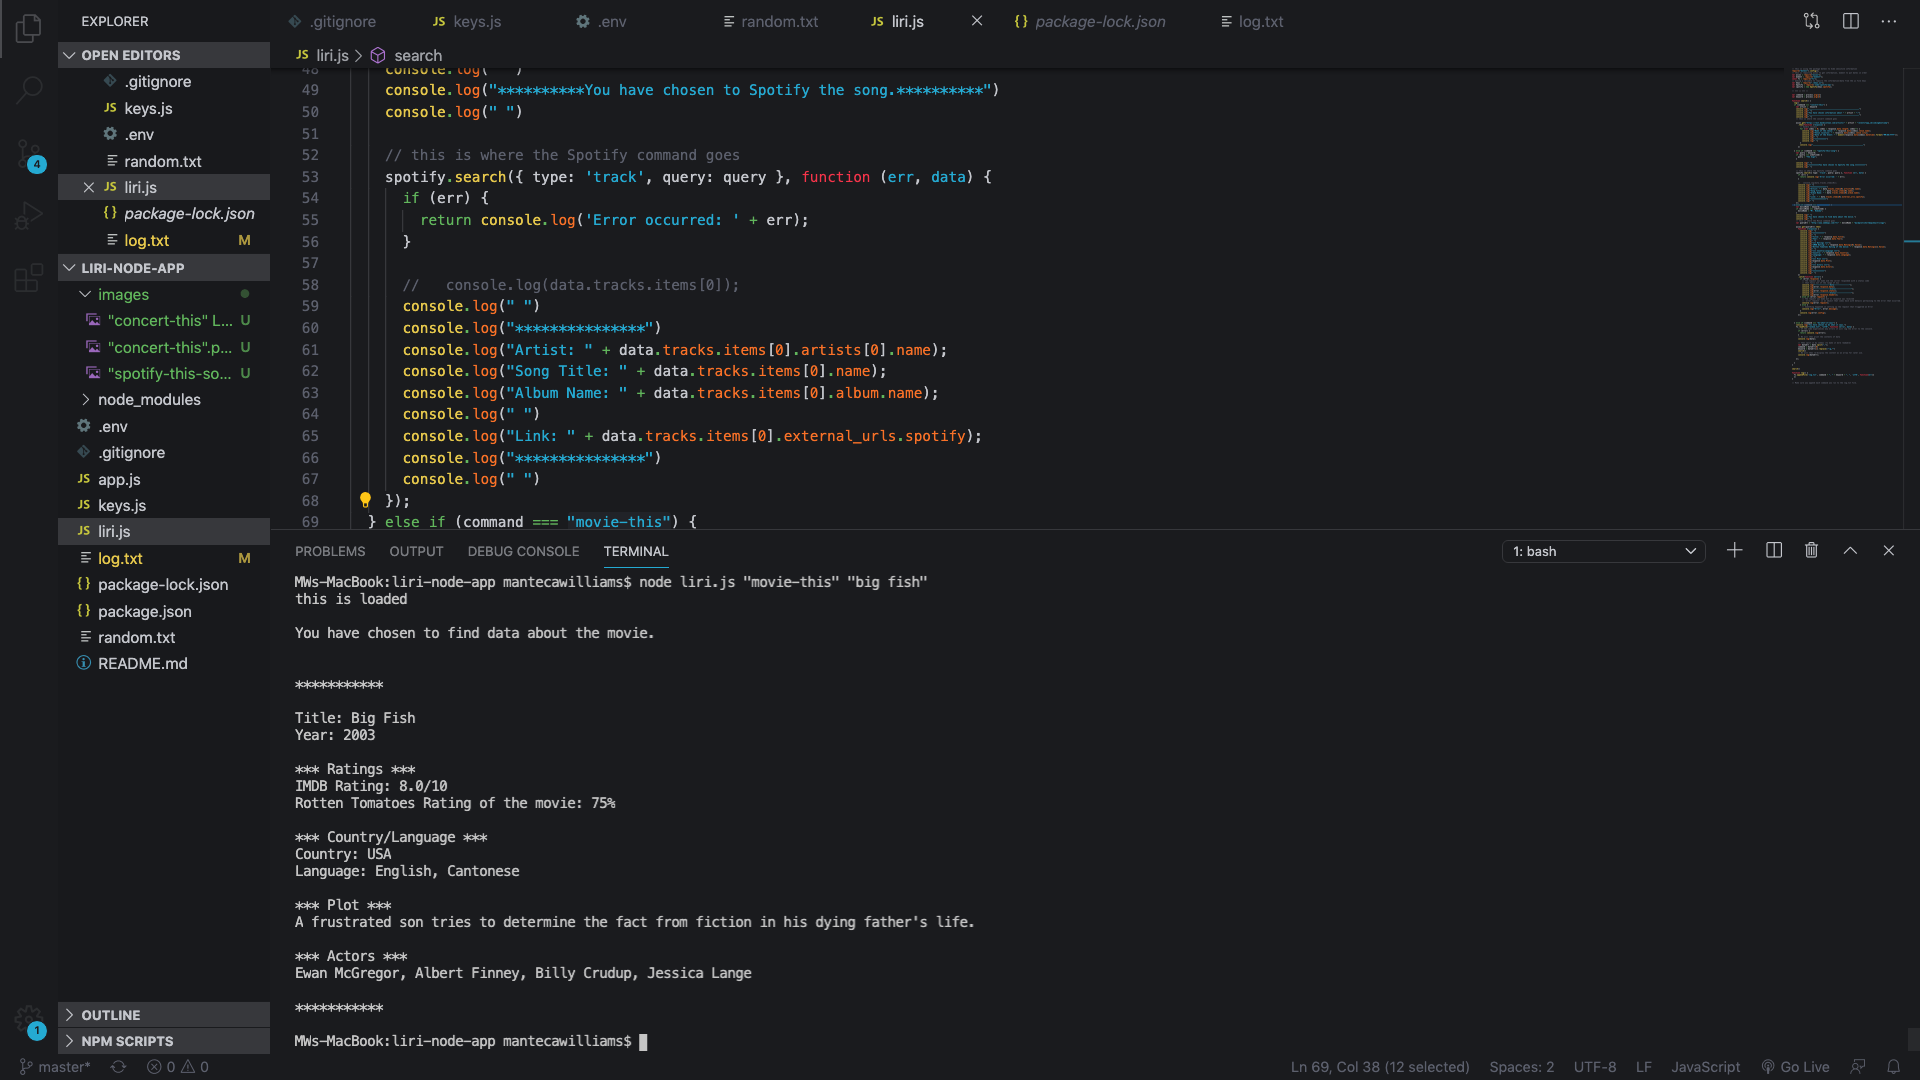 EXPLORER
OPEN EDITORS
.gitignore
JS keys.js
.env
random.txt
JS liri.js
{} package-lock.json
log.txt M
LIRI-NODE-APP
images
"concert-this" L... U
"concert-this".p... U
"spotify-this-so... U
node_modules
.env
.gitignore
JS app.js
JS keys.js
JS liri.js
log.txt M
{} package-lock.json
{} package.json
random.txt
README.md
OUTLINE
NPM SCRIPTS
4
1
.gitignore JS keys.js .env random.txt JS liri.js {} package-lock.json log.txt
JS liri.js > search
48 console.log(" ")
49 console.log("**********You have chosen to Spotify the song.**********")
50 console.log(" ")
51
52 // this is where the Spotify command goes
53 spotify.search({ type: 'track', query: query }, function (err, data) {
54 if (err) {
55 return console.log('Error occurred: ' + err);
56 }
57
58 //   console.log(data.tracks.items[0]);
59 console.log(" ")
60 console.log("***************")
61 console.log("Artist: " + data.tracks.items[0].artists[0].name);
62 console.log("Song Title: " + data.tracks.items[0].name);
63 console.log("Album Name: " + data.tracks.items[0].album.name);
64 console.log(" ")
65 console.log("Link: " + data.tracks.items[0].external_urls.spotify);
66 console.log("***************")
67 console.log(" ")
68 });
69 } else if (command === "movie-this") {
PROBLEMS OUTPUT DEBUG CONSOLE TERMINAL 1: bash
MWs-MacBook:liri-node-app mantecawilliams$ node liri.js "movie-this" "big fish"
this is loaded
You have chosen to find data about the movie.
***********
Title: Big Fish
Year: 2003
*** Ratings ***
IMDB Rating: 8.0/10
Rotten Tomatoes Rating of the movie: 75%
*** Country/Language ***
Country: USA
Language: English, Cantonese
*** Plot ***
A frustrated son tries to determine the fact from fiction in his dying father's life.
*** Actors ***
Ewan McGregor, Albert Finney, Billy Crudup, Jessica Lange
***********
MWs-MacBook:liri-node-app mantecawilliams$
master* 0 0 Ln 69, Col 38 (12 selected) Spaces: 2 UTF-8 LF JavaScript Go Live